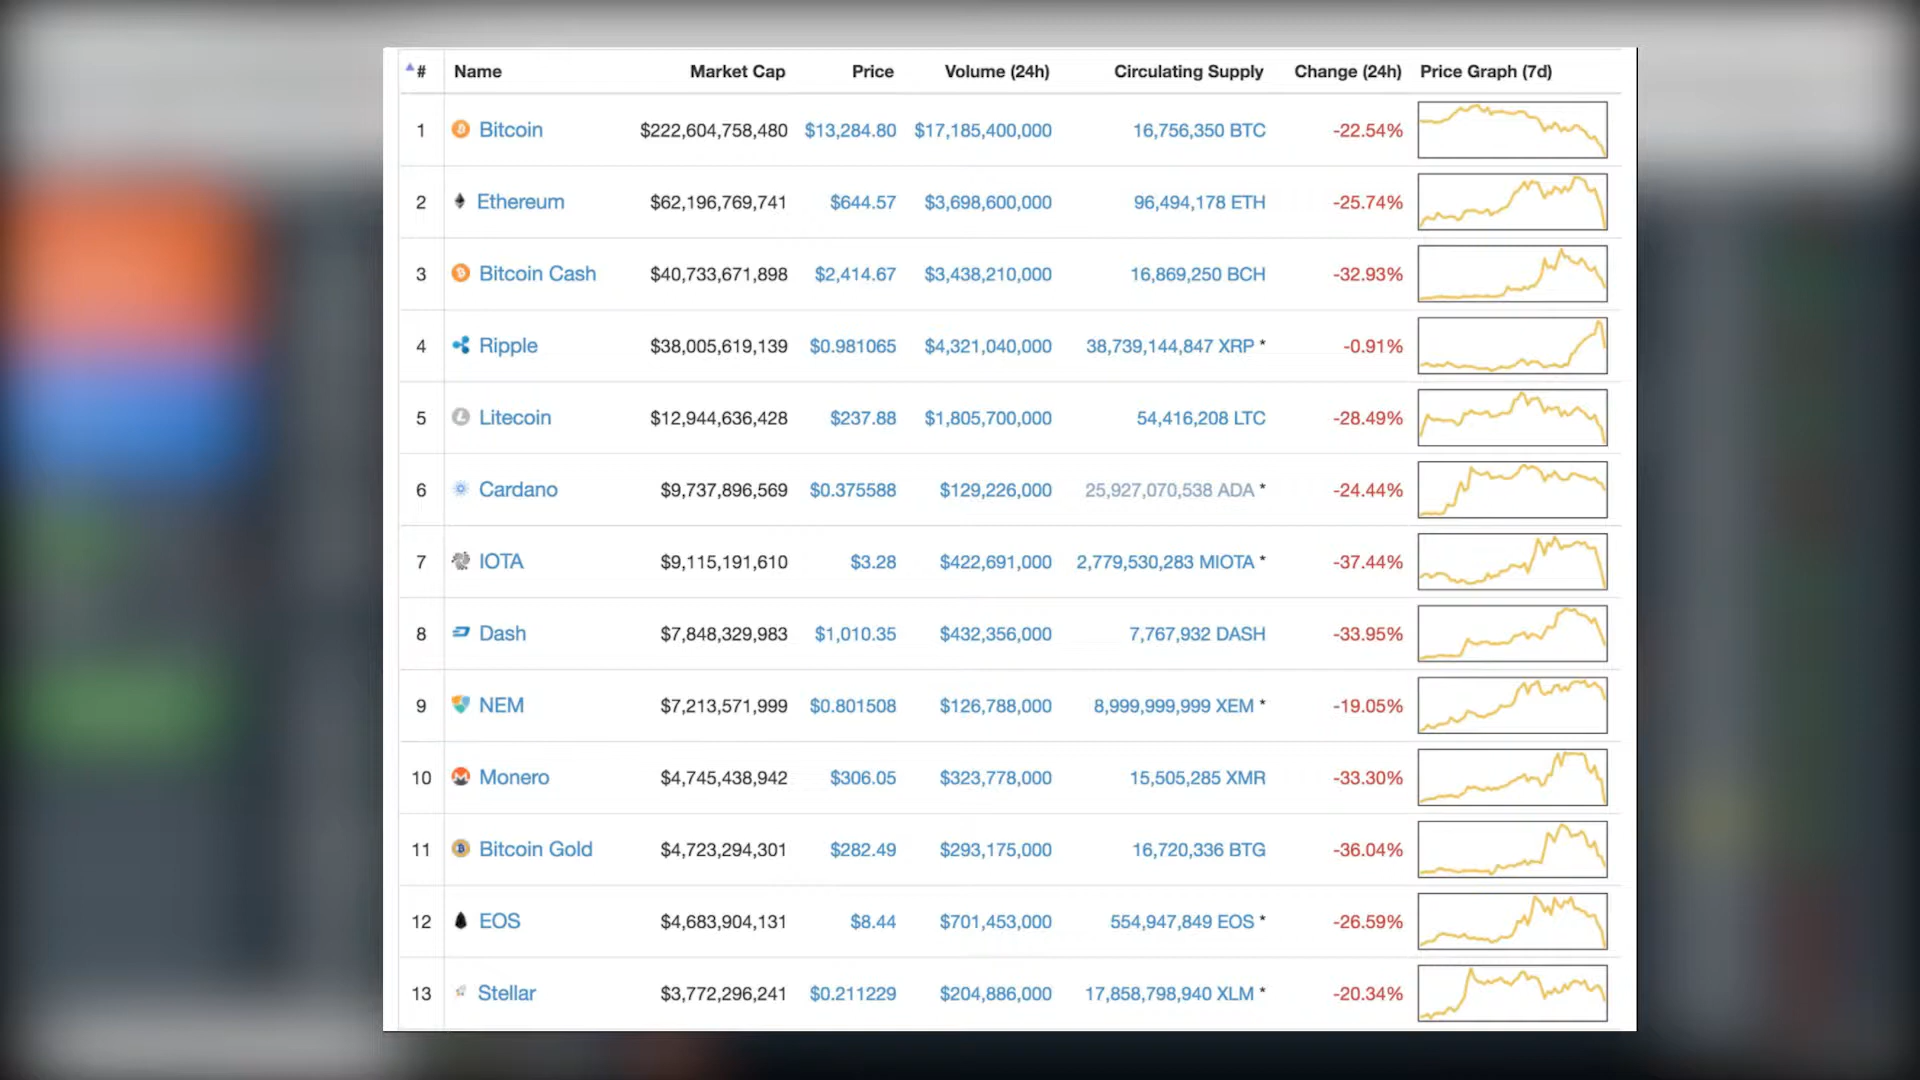 # Name Market Cap Price Volume (24h) Circulating Supply Change (24h) Price Graph (7d)
1 Bitcoin $222,604,758,480 $13,284.80 $17,185,400,000 16,756,350 BTC -22.54%
2 Ethereum $62,196,769,741 $644.57 $3,698,600,000 96,494,178 ETH -25.74%
3 Bitcoin Cash $40,733,671,898 $2,414.67 $3,438,210,000 16,869,250 BCH -32.93%
4 Ripple $38,005,619,139 $0.981065 $4,321,040,000 38,739,144,847 XRP * -0.91%
5 Litecoin $12,944,636,428 $237.88 $1,805,700,000 54,416,208 LTC -28.49%
6 Cardano $9,737,896,569 $0.375588 $129,226,000 25,927,070,538 ADA * -24.44%
7 IOTA $9,115,191,610 $3.28 $422,691,000 2,779,530,283 MIOTA * -37.44%
8 Dash $7,848,329,983 $1,010.35 $432,356,000 7,767,932 DASH -33.95%
9 NEM $7,213,571,999 $0.801508 $126,788,000 8,999,999,999 XEM * -19.05%
10 Monero $4,745,438,942 $306.05 $323,778,000 15,505,285 XMR -33.30%
11 Bitcoin Gold $4,723,294,301 $282.49 $293,175,000 16,720,336 BTG -36.04%
12 EOS $4,683,904,131 $8.44 $701,453,000 554,947,849 EOS * -26.59%
13 Stellar $3,772,296,241 $0.211229 $204,886,000 17,858,798,940 XLM * -20.34%